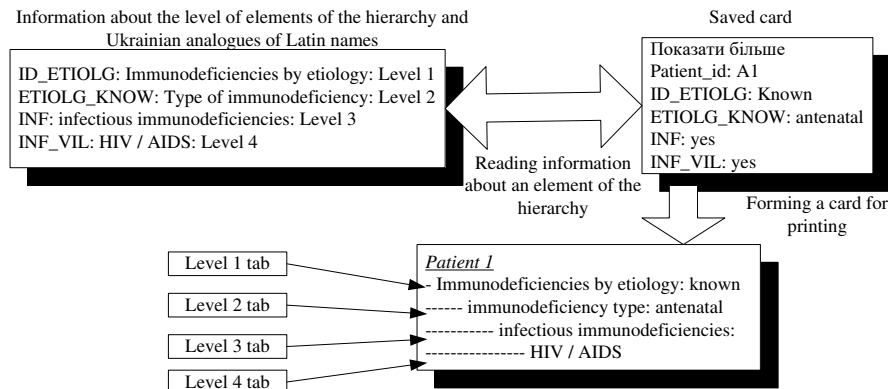 Information about the level of elements of the hierarchy and
Ukrainian analogues of Latin names
ID_ETIOLG: Immunodeficiencies by etiology: Level 1
ETIOLG_KNOW: Type of immunodeficiency: Level 2
INF: infectious immunodeficiencies: Level 3
INF_VIL: HIV / AIDS: Level 4
Saved card
Показати більше
Patient_id: A1
ID_ETIOLG: Known
ETIOLG_KNOW: antenatal
INF: yes
INF_VIL: yes
Reading information
about an element of the
hierarchy
Forming a card for
printing
Level 1 tab
Level 2 tab
Level 3 tab
Level 4 tab
Patient 1
- Immunodeficiencies by etiology: known
------ immunodeficiency type: antenatal
----------- infectious immunodeficiencies:
---------------- HIV / AIDS